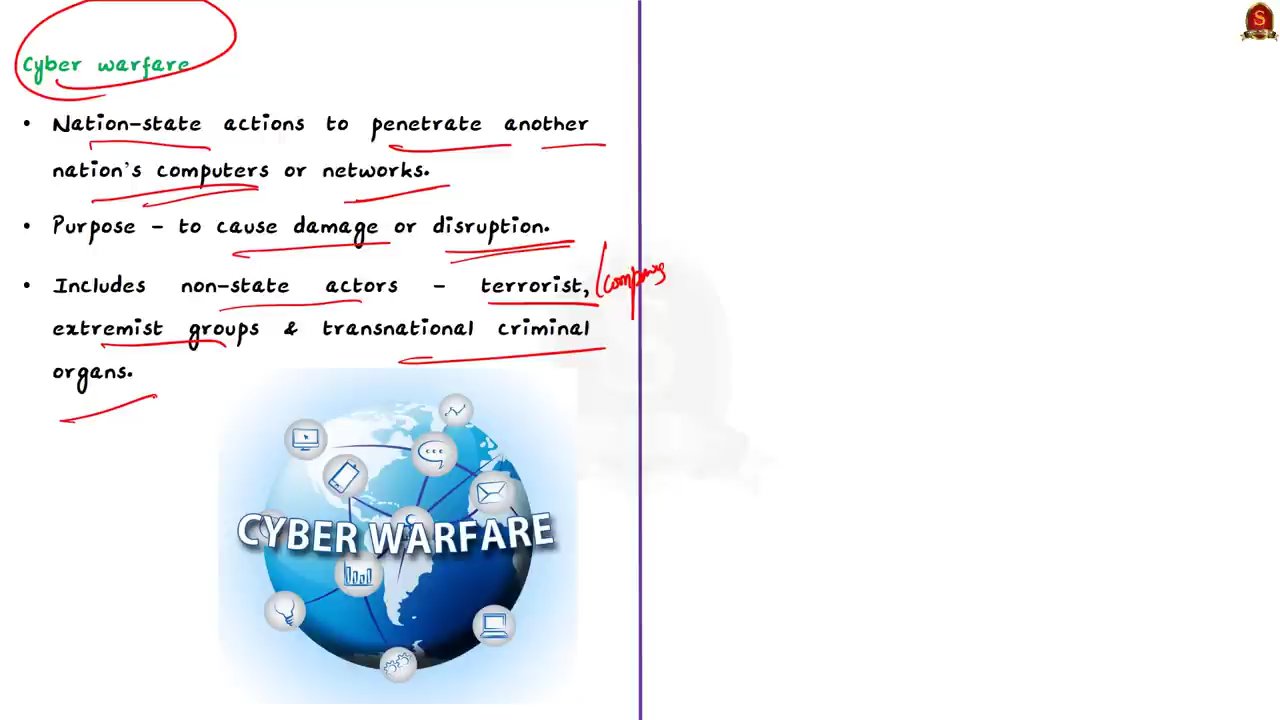 Cyber warfare
• Nation-state actions to penetrate another
nation's computers or networks.
• Purpose – to cause damage or disruption.
• Includes non-state actors – terrorist,
extremist groups & transnational criminal
organs.
CYBER WARFARE
S